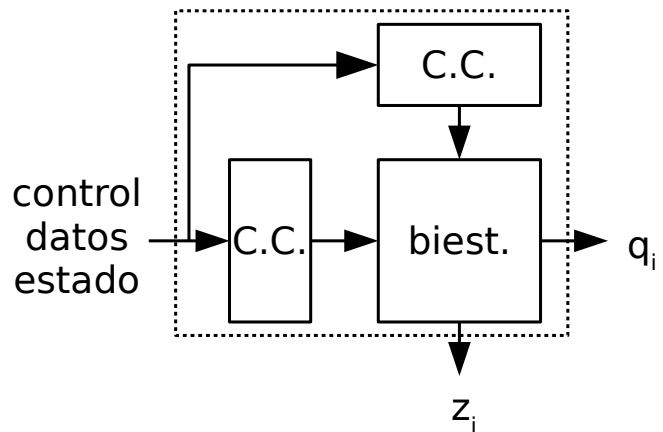 C.C.
control
datos
estado
C.C.
biest.
qi
zi